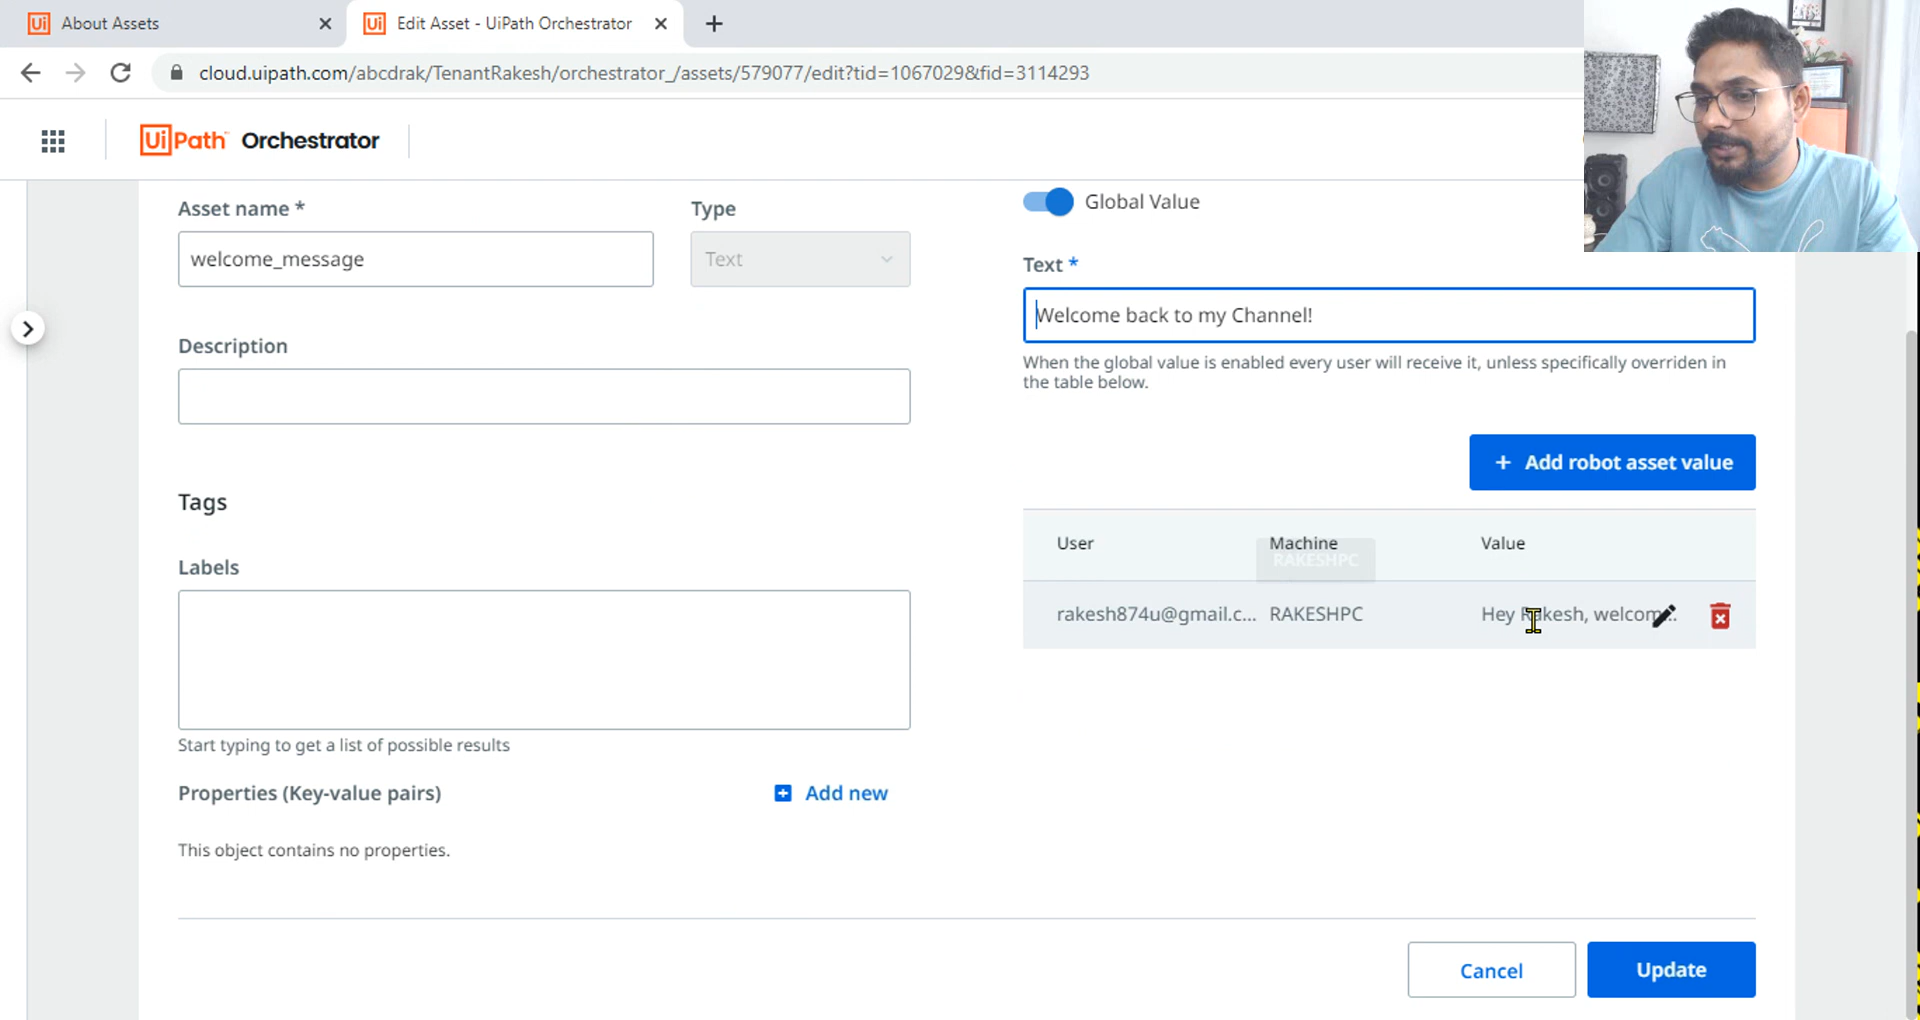 About Assets
Edit Asset - UiPath Orchestrator
cloud.uipath.com/abcdrak/TenantRakesh/orchestrator_/assets/579077/edit?tid=1067029&fid=3114293
UiPath Orchestrator
Asset name *
Type
Global Value
welcome_message
Text
Text *
Welcome back to my Channel!
Description
When the global value is enabled every user will receive it, unless specifically overriden in
the table below.
+ Add robot asset value
Tags
User
Machine
Value
RAKESHPC
Labels
rakesh874u@gmail.c...
RAKESHPC
Hey Rakesh, welcom...
Start typing to get a list of possible results
Properties (Key-value pairs)
Add new
This object contains no properties.
Cancel
Update